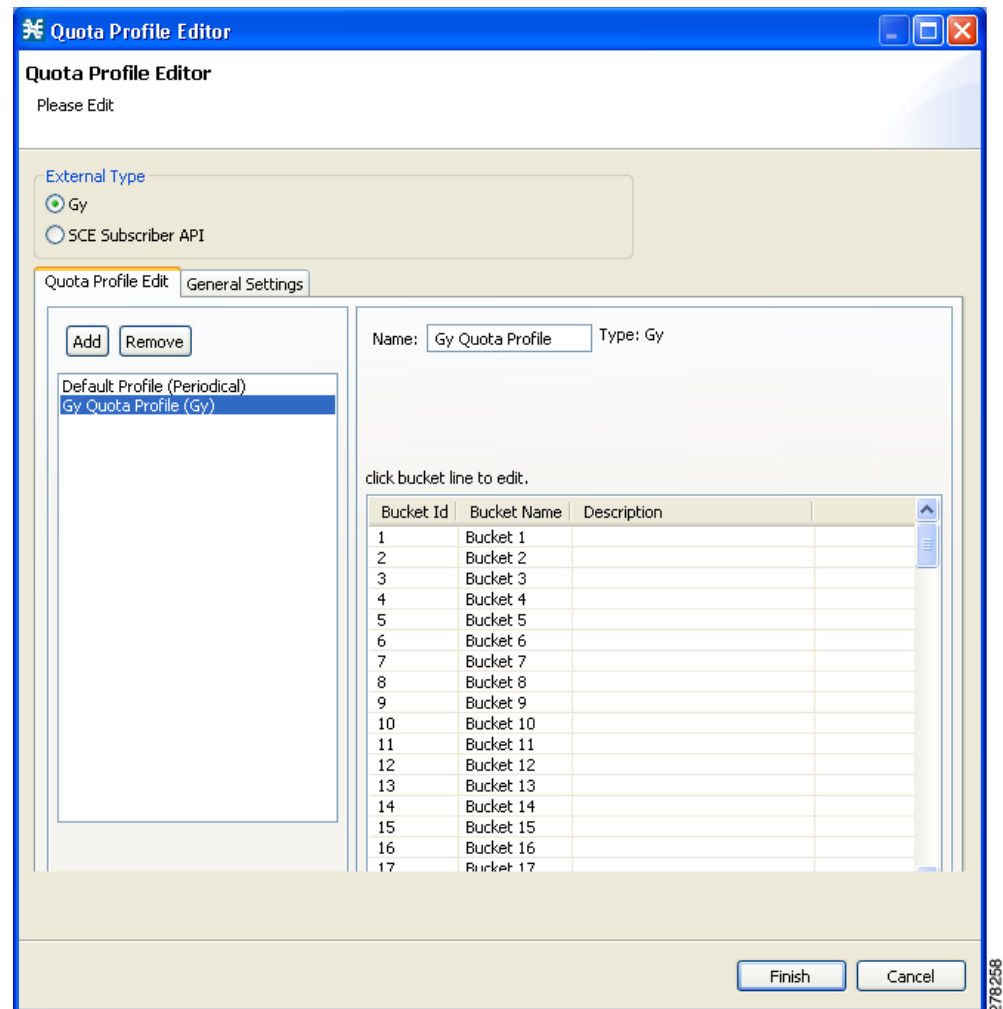 Quota Profile Editor
Quota Profile Editor
Please Edit
External Type
Gy
SCE Subscriber API
Quota Profile Edit General Settings
Add Remove
Default Profile (Periodical)
Gy Quota Profile (Gy)
Name: Gy Quota Profile Type: Gy
click bucket line to edit.
Bucket Id Bucket Name Description
1 Bucket 1
2 Bucket 2
3 Bucket 3
4 Bucket 4
5 Bucket 5
6 Bucket 6
7 Bucket 7
8 Bucket 8
9 Bucket 9
10 Bucket 10
11 Bucket 11
12 Bucket 12
13 Bucket 13
14 Bucket 14
15 Bucket 15
16 Bucket 16
17 Bucket 17
Finish Cancel
278258